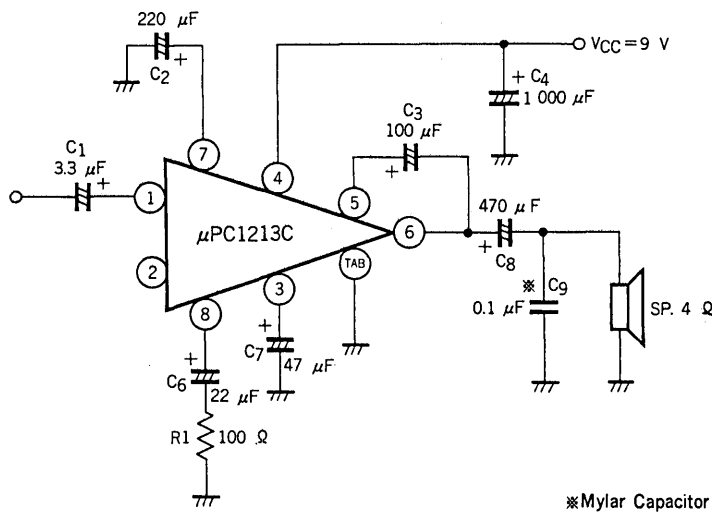 220 μF
+
C2
VCC=9 V
+ C4
1 000 μF
C3
100 μF
+
C1
3.3 μF
+
7
4
5
1
μPC1213C
6
470 μF
+
C8
2
TAB
3
8
※ C9
0.1 μF
SP. 4 Ω
+
C7
47 μF
+
C6
22 μF
R1 100 Ω
※Mylar Capacitor